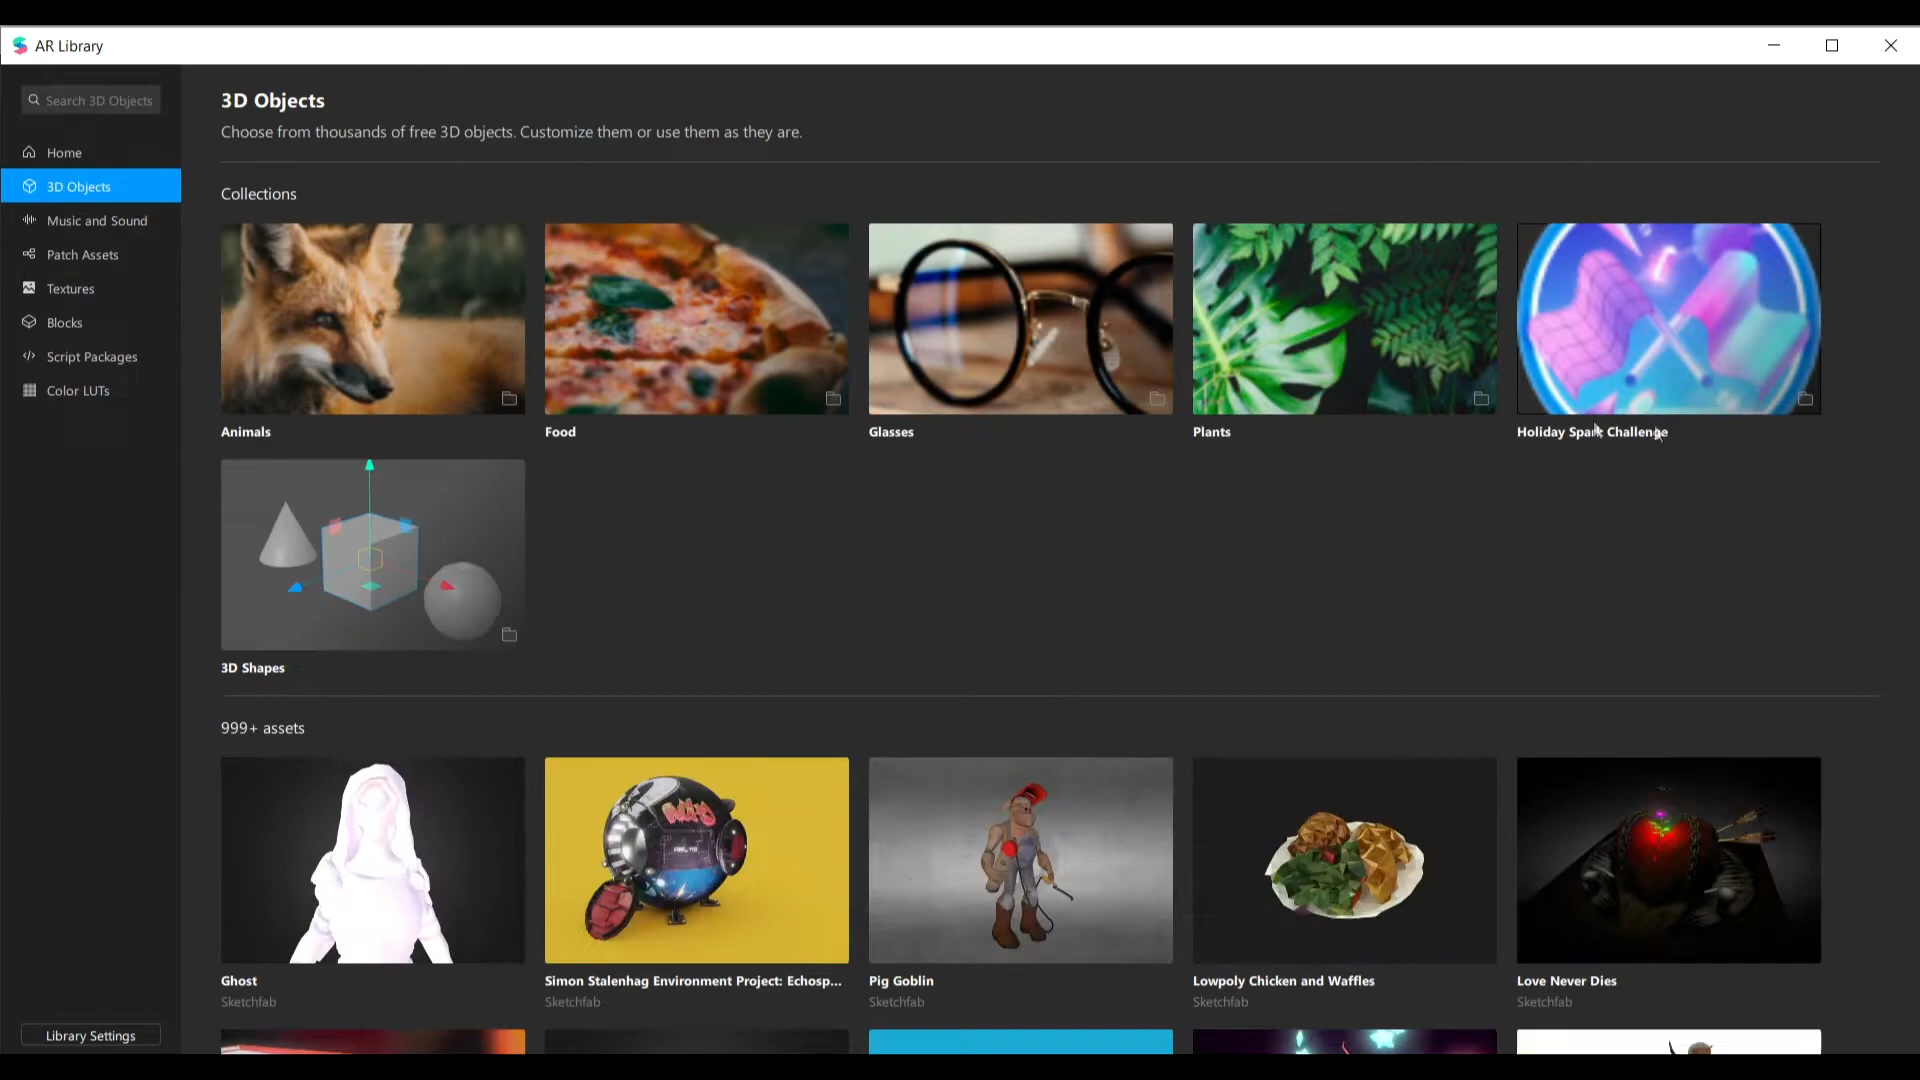 AR Library
Search 3D Objects
Home
3D Objects
Music and Sound
Patch Assets
Textures
Blocks
Script Packages
Color LUTs
Library Settings
3D Objects
Choose from thousands of free 3D objects. Customize them or use them as they are.
Collections
Animals
Food
Glasses
Plants
Holiday Spark Challenge
3D Shapes
999+ assets
Ghost
Sketchfab
Simon Stalenhag Environment Project: Echosp...
Sketchfab
Pig Goblin
Sketchfab
Lowpoly Chicken and Waffles
Sketchfab
Love Never Dies
Sketchfab